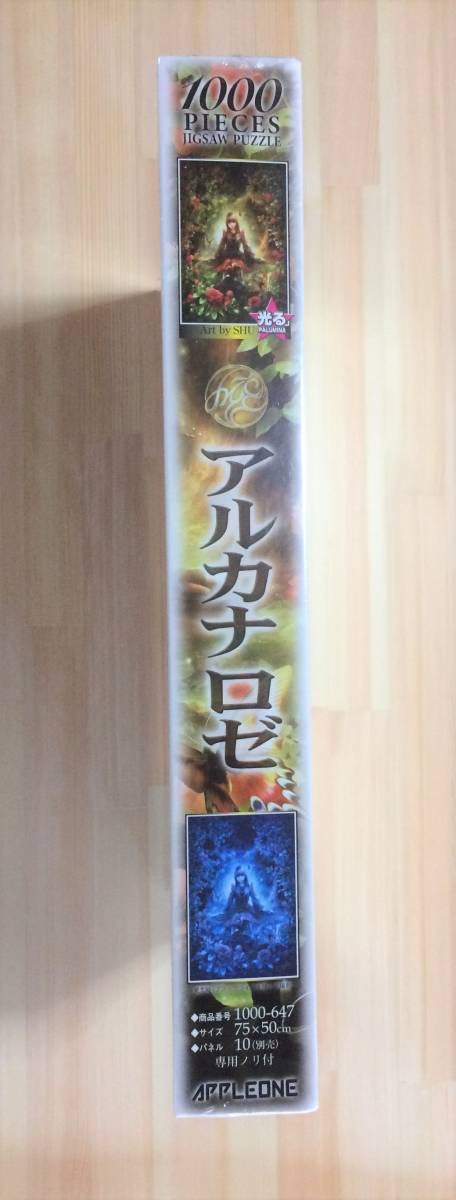 1000
PIECES
JIGSAW PUZZLE
Art by SHU
光る
PALUMINA
アルカナロゼ
◆商品番号 1000-647
◆サイズ 75×50cm
◆パネル 10(別売)
専用ノリ付
APPLEONE